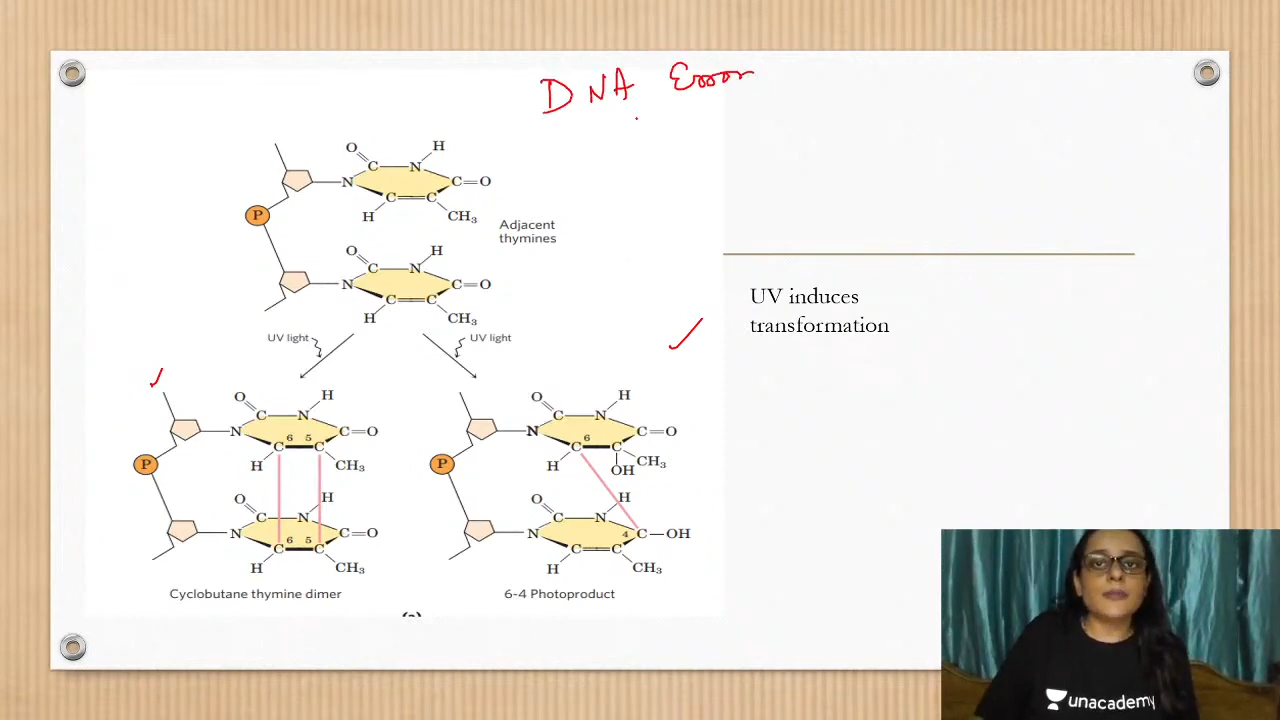 DNA Error
O
H
C
N
N
C=O
H
CH3
P
Adjacent
thymines
O
H
C
N
N
C=O
H
CH3
UV light
UV light
O
H
C
N
N
6
5
C=O
C
C
H
CH3
P
O
H
C
N
N
6
5
C=O
C
C
H
CH3
Cyclobutane thymine dimer
O
H
C
N
N
6
C=O
C
C
H
OH
CH3
P
O
H
C
N
N
4
C—OH
C
C
H
CH3
6-4 Photoproduct
UV induces
transformation
unacademy